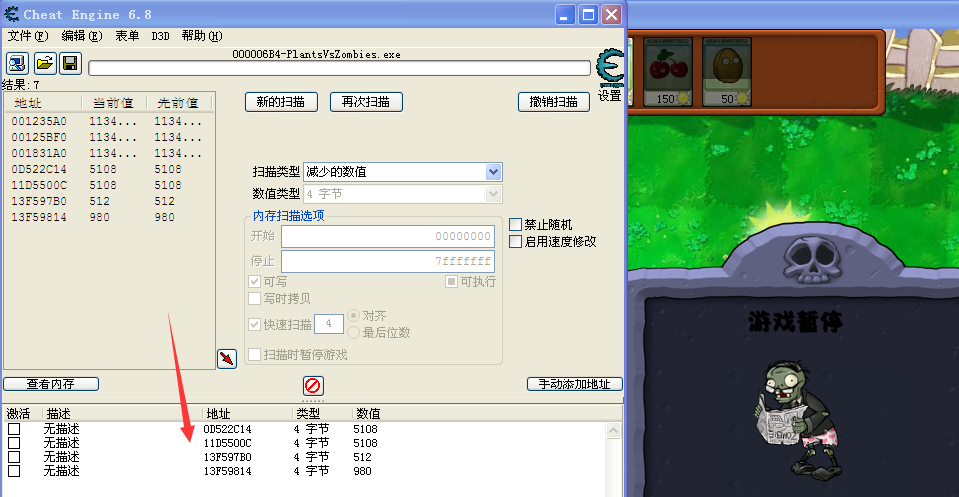 Cheat Engine 6.8
文件(F) 编辑(E) 表单 D3D 帮助(H)
000006B4-PlantsVsZombies.exe
结果: 7
设置
地址 当前值 先前值
001235A0 1134... 1134...
00125BF0 1134... 1134...
001831A0 1134... 1134...
0D522C14 5108 5108
11D5500C 5108 5108
13F597B0 512 512
13F59814 980 980
新的扫描 再次扫描 撤销扫描
扫描类型 减少的数值
数值类型 4 字节
内存扫描选项
开始 00000000
停止 7fffffff
可写 可执行
写时拷贝
快速扫描 4 对齐
最后位数
扫描时暂停游戏
禁止随机
启用速度修改
查看内存 手动添加地址
激活 描述 地址 类型 数值
无描述 0D522C14 4 字节 5108
无描述 11D5500C 4 字节 5108
无描述 13F597B0 4 字节 512
无描述 13F59814 4 字节 980
150 50
游戏暂停